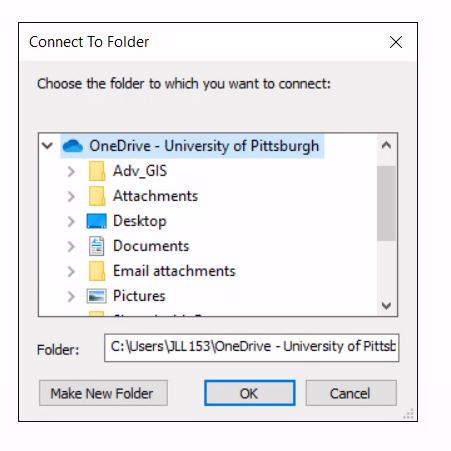 Connect To Folder
Choose the folder to which you want to connect:
OneDrive - University of Pittsburgh
Adv_GIS
Attachments
Desktop
Documents
Email attachments
Pictures
Folder: C:\Users\JLL153\OneDrive - University of Pittsb
Make New Folder OK Cancel